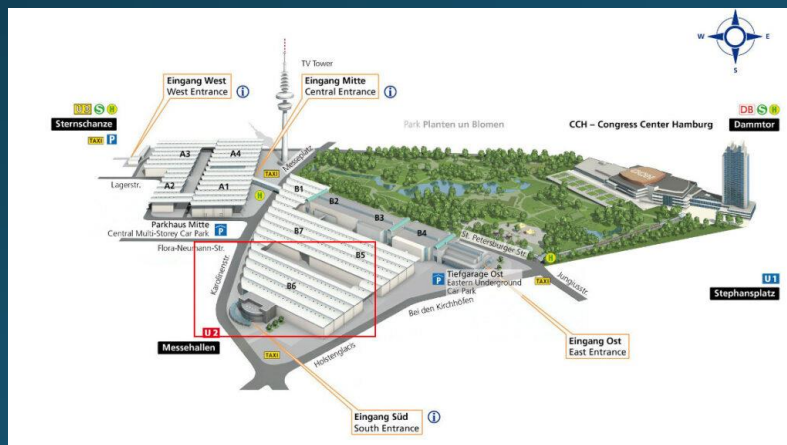 N
W E
S
TV Tower
Eingang West
West Entrance
i
Eingang Mitte
Central Entrance
i
S H
Sternschanze
TAXI P
Park Planten un Blomen
CCH – Congress Center Hamburg
DB S H
Dammtor
A3
A4
A2
A1
Lagerstr.
Messeplatz
TAXI
H
B1
B2
B3
B4
B7
B5
B6
Parkhaus Mitte
Central Multi-Storey Car Park
P
Flora-Neumann-Str.
Karolinenstr.
St. Petersburger Str.
H
Jungiusstr.
P
Tiefgarage Ost
Eastern Underground
Car Park
TAXI
U1
Stephansplatz
Bei den Kirchhöfen
U2
Messehallen
TAXI
Holstenglacis
Eingang Ost
East Entrance
Eingang Süd
South Entrance
i